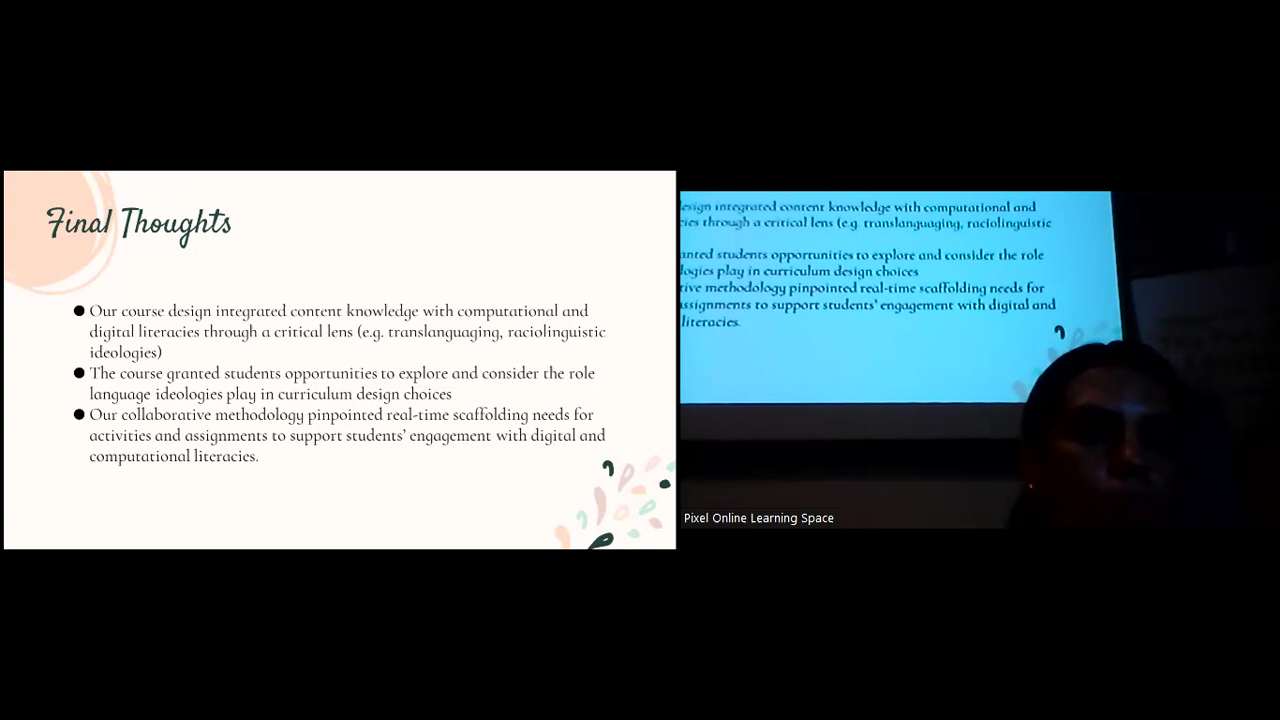 Final Thoughts
● Our course design integrated content knowledge with computational and
digital literacies through a critical lens (e.g. translanguaging, raciolinguistic
ideologies)
● The course granted students opportunities to explore and consider the role
language ideologies play in curriculum design choices
● Our collaborative methodology pinpointed real-time scaffolding needs for
activities and assignments to support students’ engagement with digital and
computational literacies.
esign integrated content knowledge with computational and
cies through a critical lens (e.g. translanguaging, raciolinguistic
anted students opportunities to explore and consider the role
logies play in curriculum design choices
tive methodology pinpointed real-time scaffolding needs for
assignments to support students’ engagement with digital and
literacies.
Pixel Online Learning Space